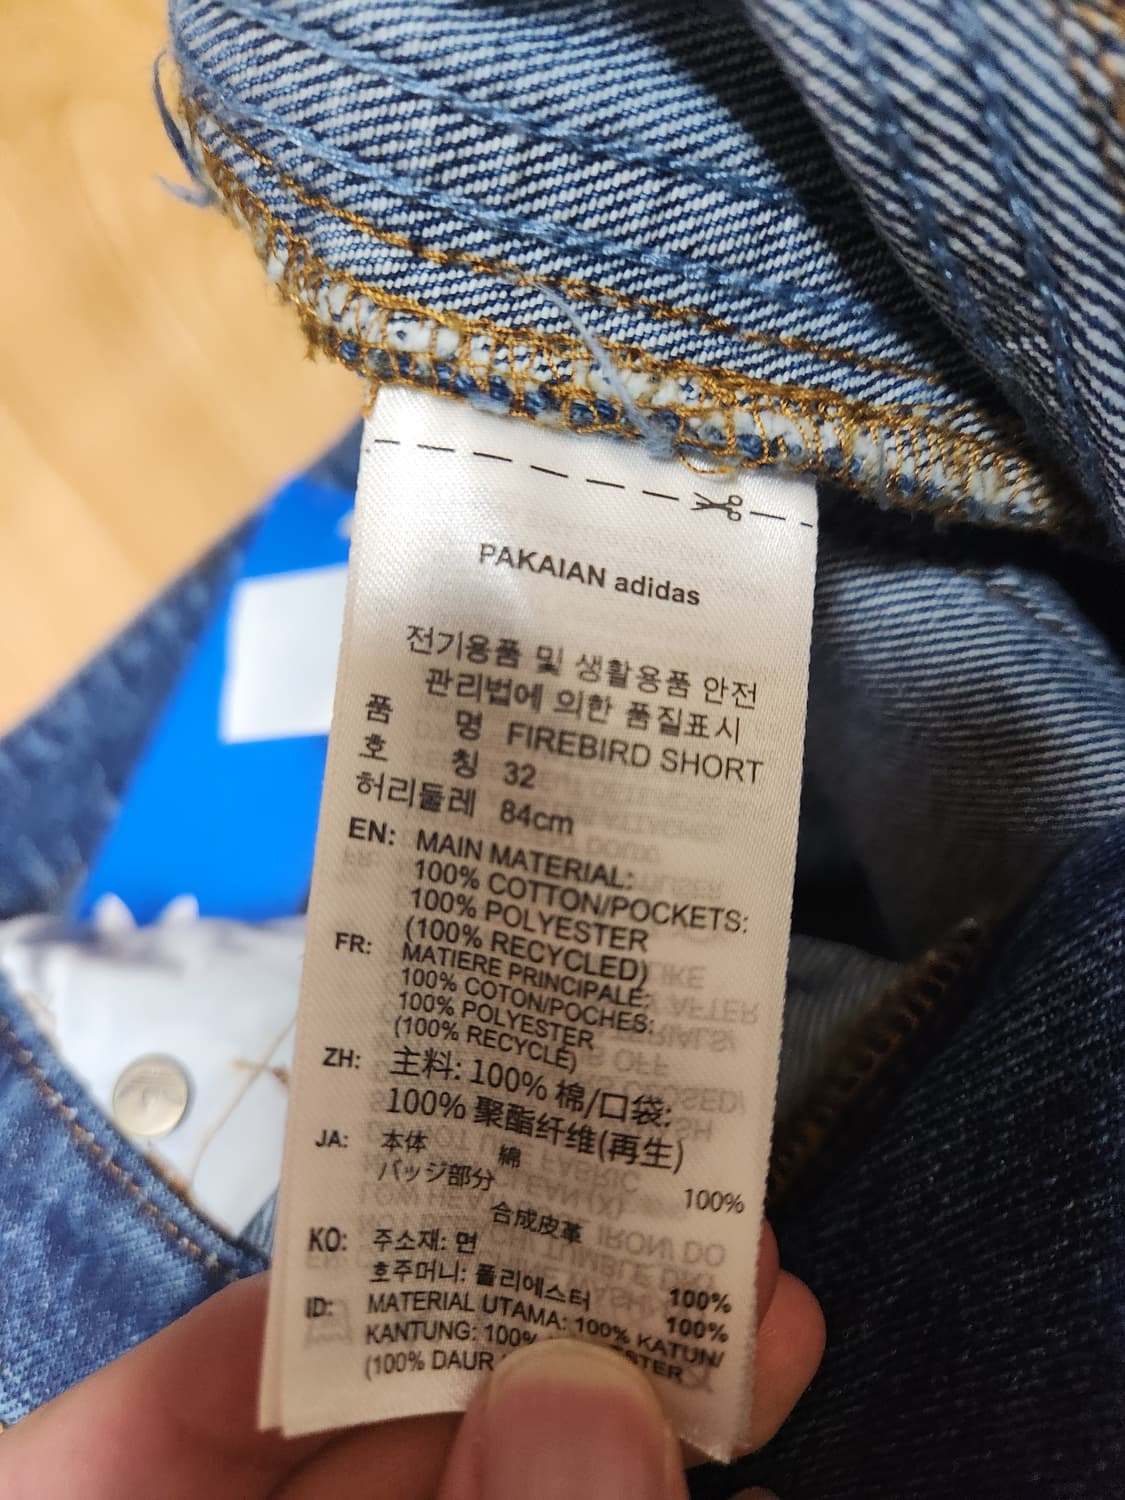 PAKAIAN adidas
전기용품 및 생활용품 안전
관리법에 의한 품질표시
품 명 FIREBIRD SHORT
호 칭 32
허리둘레 84cm
EN: MAIN MATERIAL:
100% COTTON/POCKETS:
100% POLYESTER
(100% RECYCLED)
FR: MATIERE PRINCIPALE:
100% COTON/POCHES:
100% POLYESTER
(100% RECYCLE)
ZH: 主料: 100% 棉/口袋:
100% 聚酯纤维(再生)
JA: 本体 綿
バッジ部分 100%
合成皮革
KO: 주소재: 면 100%
호주머니: 폴리에스터 100%
ID: MATERIAL UTAMA: 100% KATUN/
KANTUNG: 100%
(100% DAUR